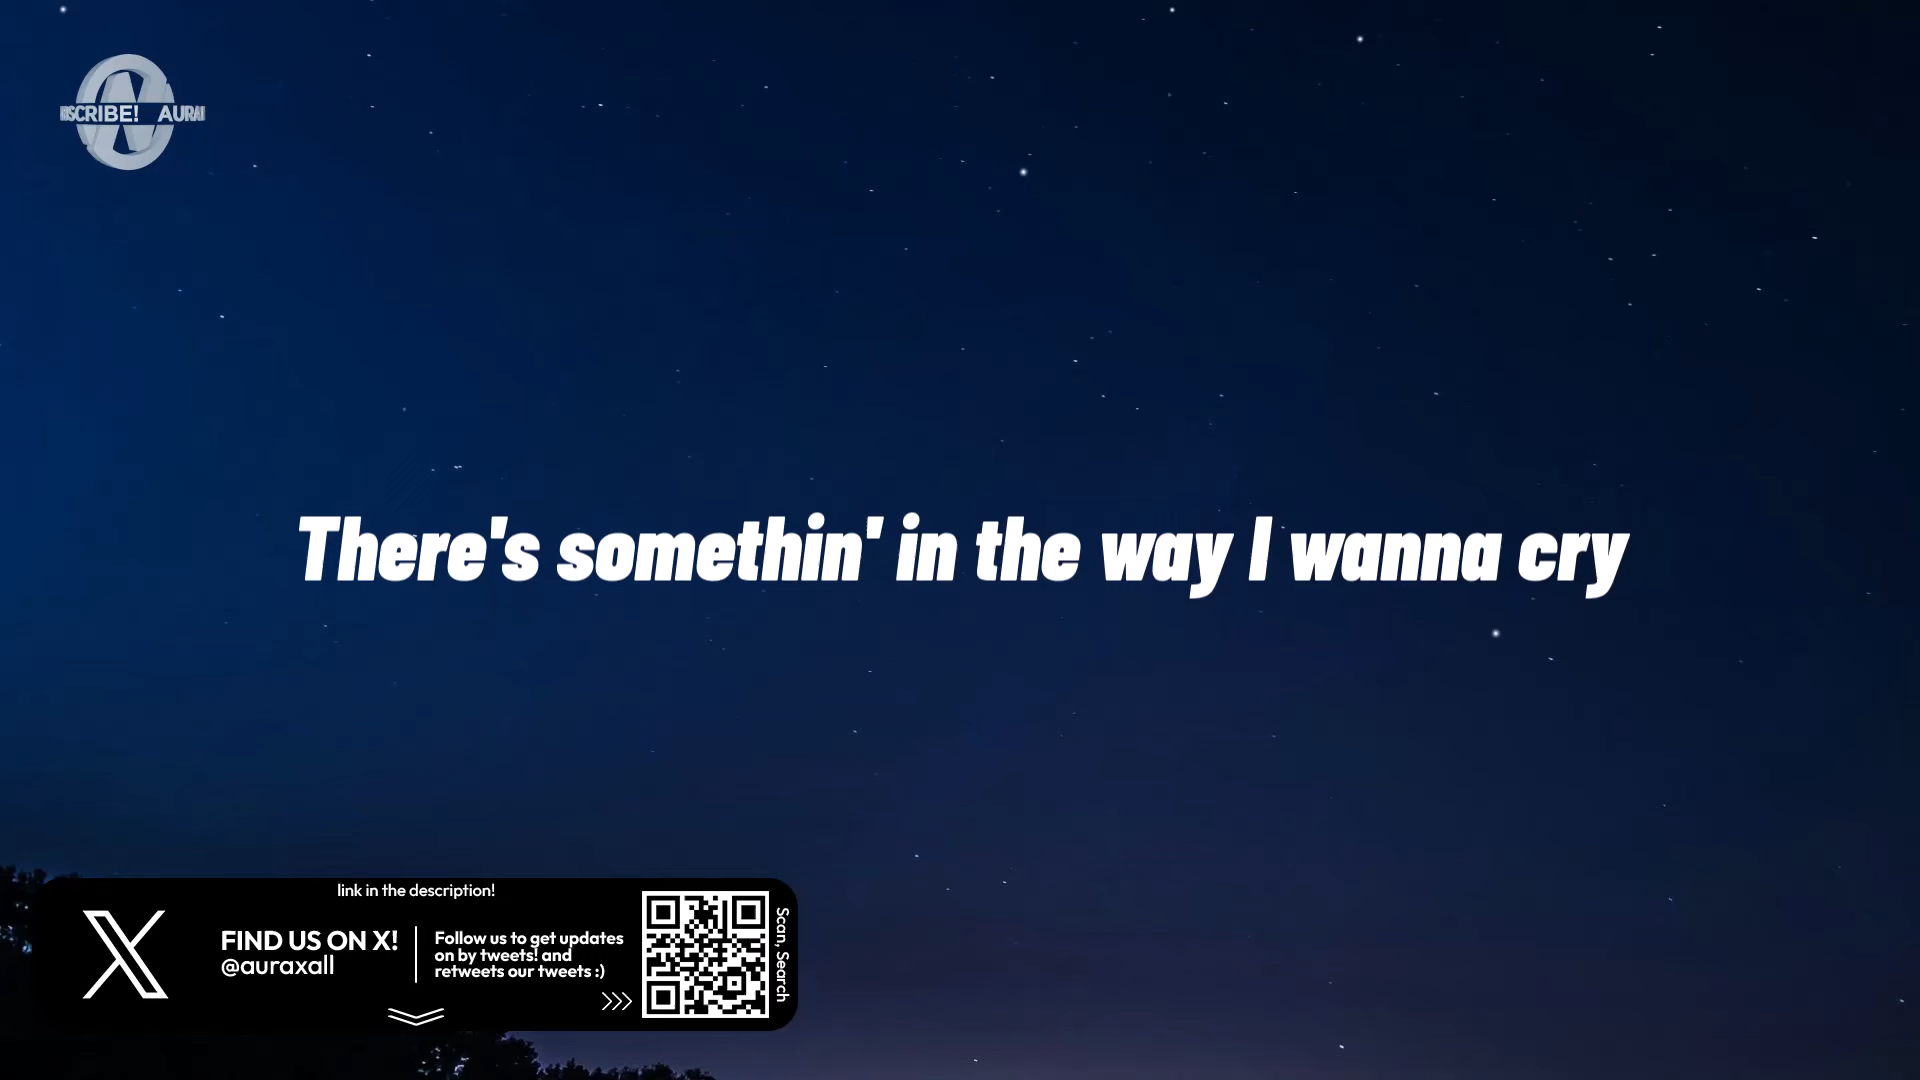 SCRIBE! AURA
There's somethin' in the way I wanna cry
link in the description!
FIND US ON X!
@auraxall
Follow us to get updates
on by tweets! and
retweets our tweets :)
Scan, Search